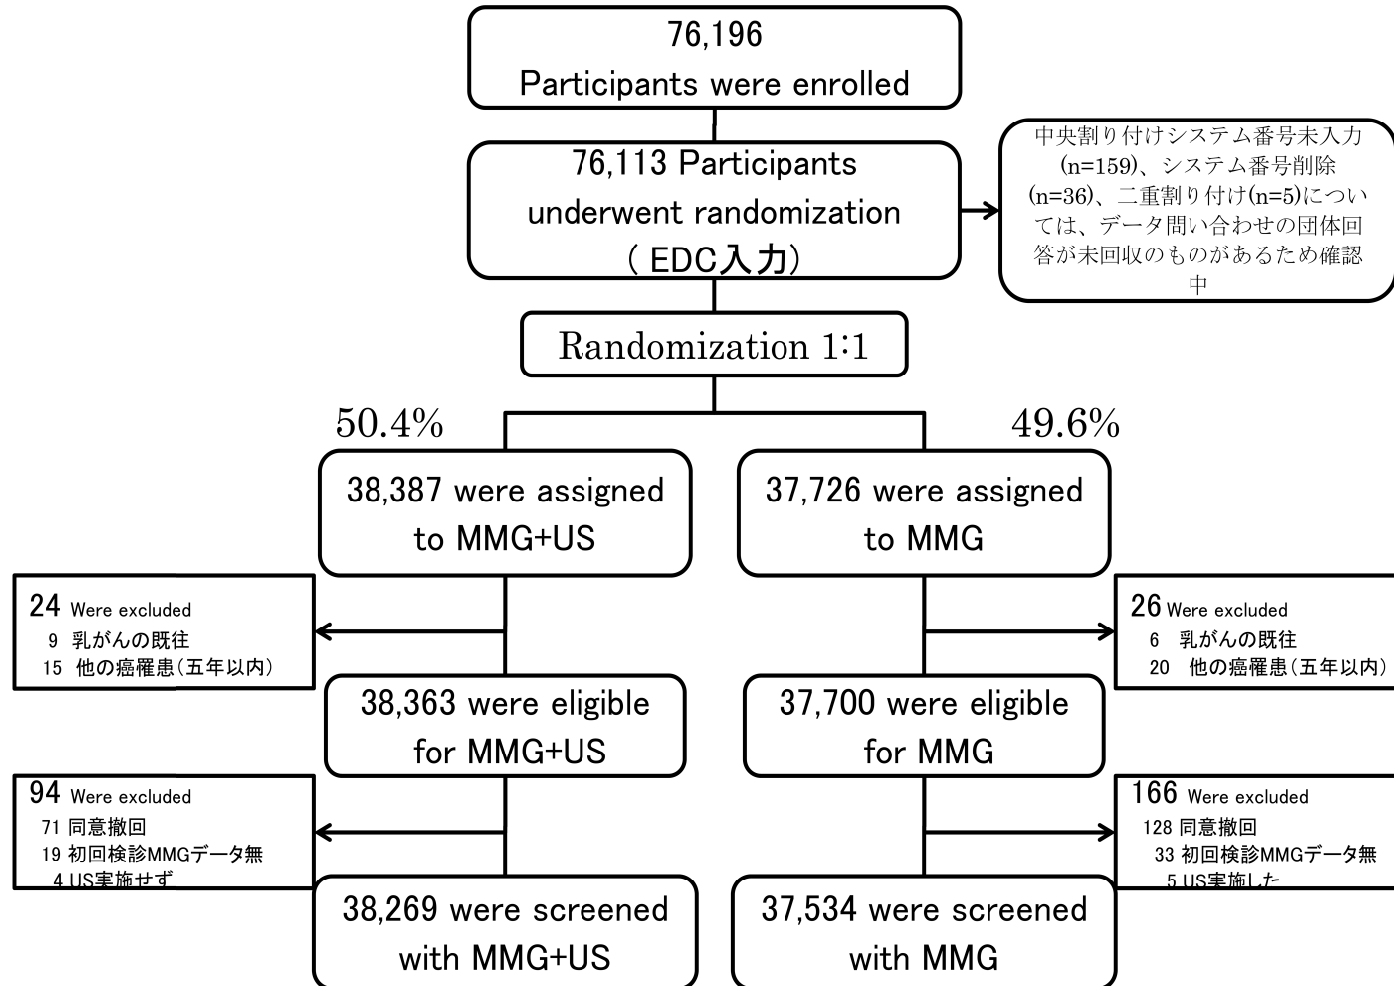 76,196
Participants were enrolled
76,113 Participants
underwent randomization
( EDC入力)
中央割り付けシステム番号未入力
(n=159)、システム番号削除
(n=36)、二重割り付け(n=5)につい
ては、データ問い合わせの団体回
答が未回収のものがあるため確認
中
Randomization 1:1
50.4%
49.6%
38,387 were assigned
to MMG+US
37,726 were assigned
to MMG
24 Were excluded
9 乳がんの既往
15 他の癌罹患(五年以内)
26 Were excluded
6 乳がんの既往
20 他の癌罹患(五年以内)
38,363 were eligible
for MMG+US
37,700 were eligible
for MMG
94 Were excluded
71 同意撤回
19 初回検診MMGデータ無
4 US実施せず
166 Were excluded
128 同意撤回
33 初回検診MMGデータ無
5 US実施した
38,269 were screened
with MMG+US
37,534 were screened
with MMG